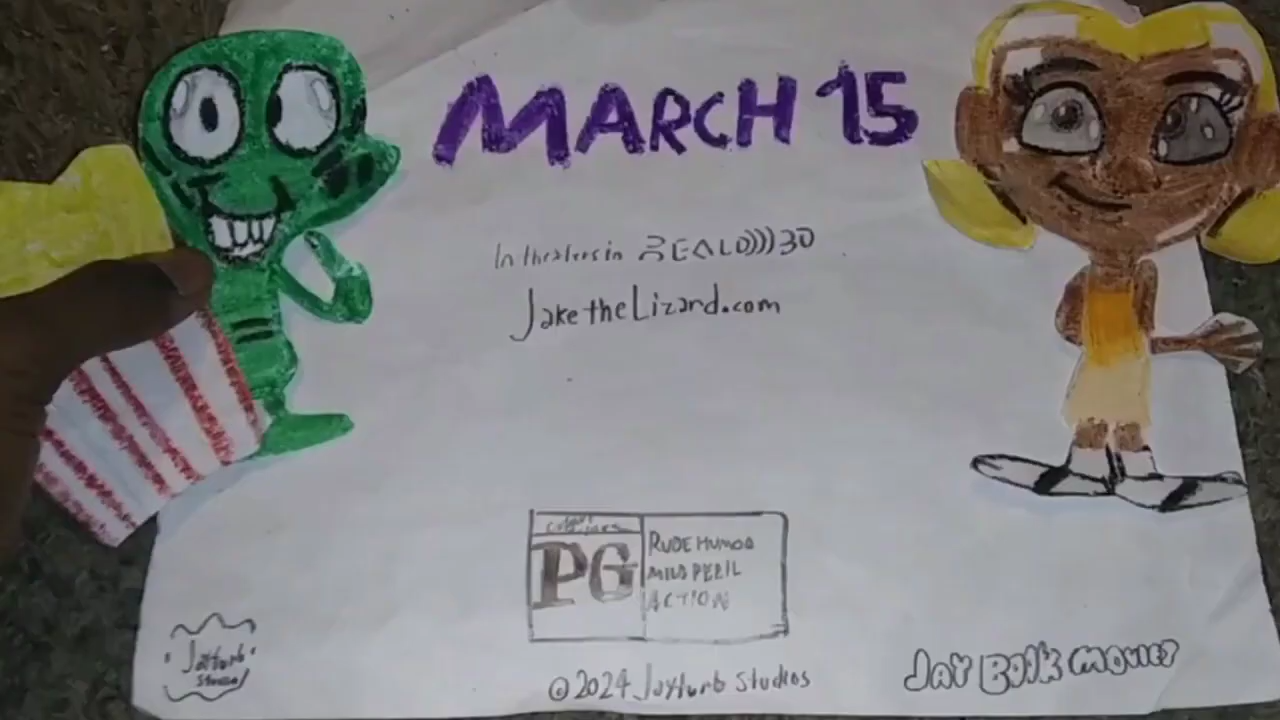 MARCH 15
In theaters in REALD)))3D
JaketheLizard.com
PG
RUDE HUMOR
MILD PERIL
ACTION
Jayturb
Studios
©2024 Jayturb Studios
JAY BOOK MOVIES